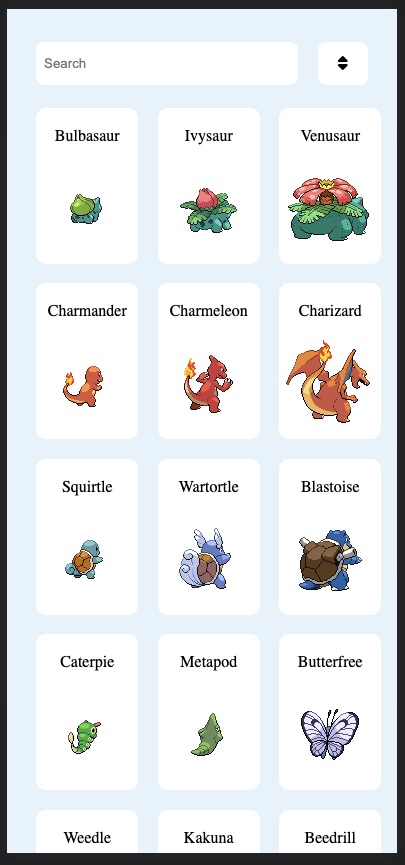 Search
Bulbasaur Ivysaur Venusaur
Charmander Charmeleon Charizard
Squirtle Wartortle Blastoise
Caterpie Metapod Butterfree
Weedle Kakuna Beedrill